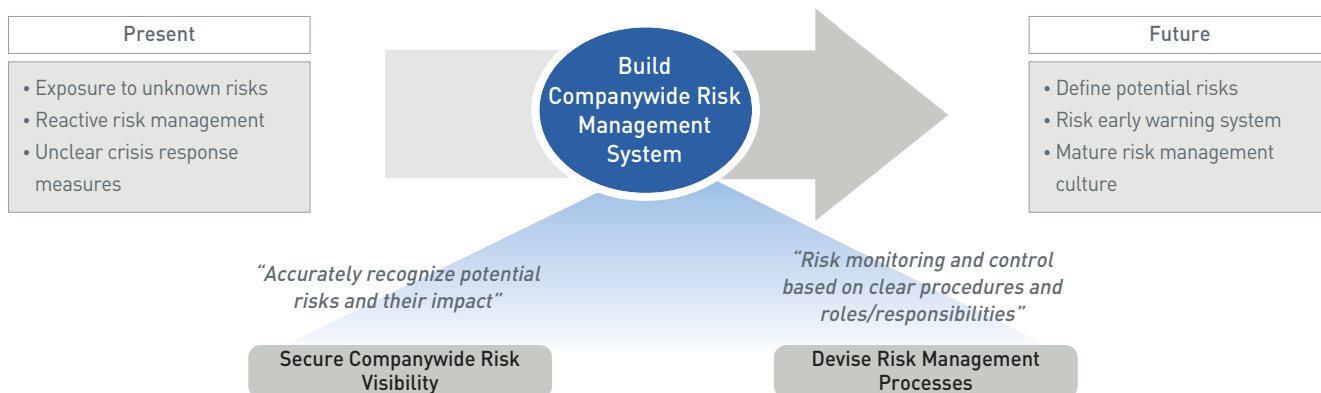 Present
• Exposure to unknown risks
• Reactive risk management
• Unclear crisis response
measures
Build
Companywide Risk
Management
System
Future
• Define potential risks
• Risk early warning system
• Mature risk management
culture
“Accurately recognize potential
risks and their impact”
“Risk monitoring and control
based on clear procedures and
roles/responsibilities”
Secure Companywide Risk
Visibility
Devise Risk Management
Processes